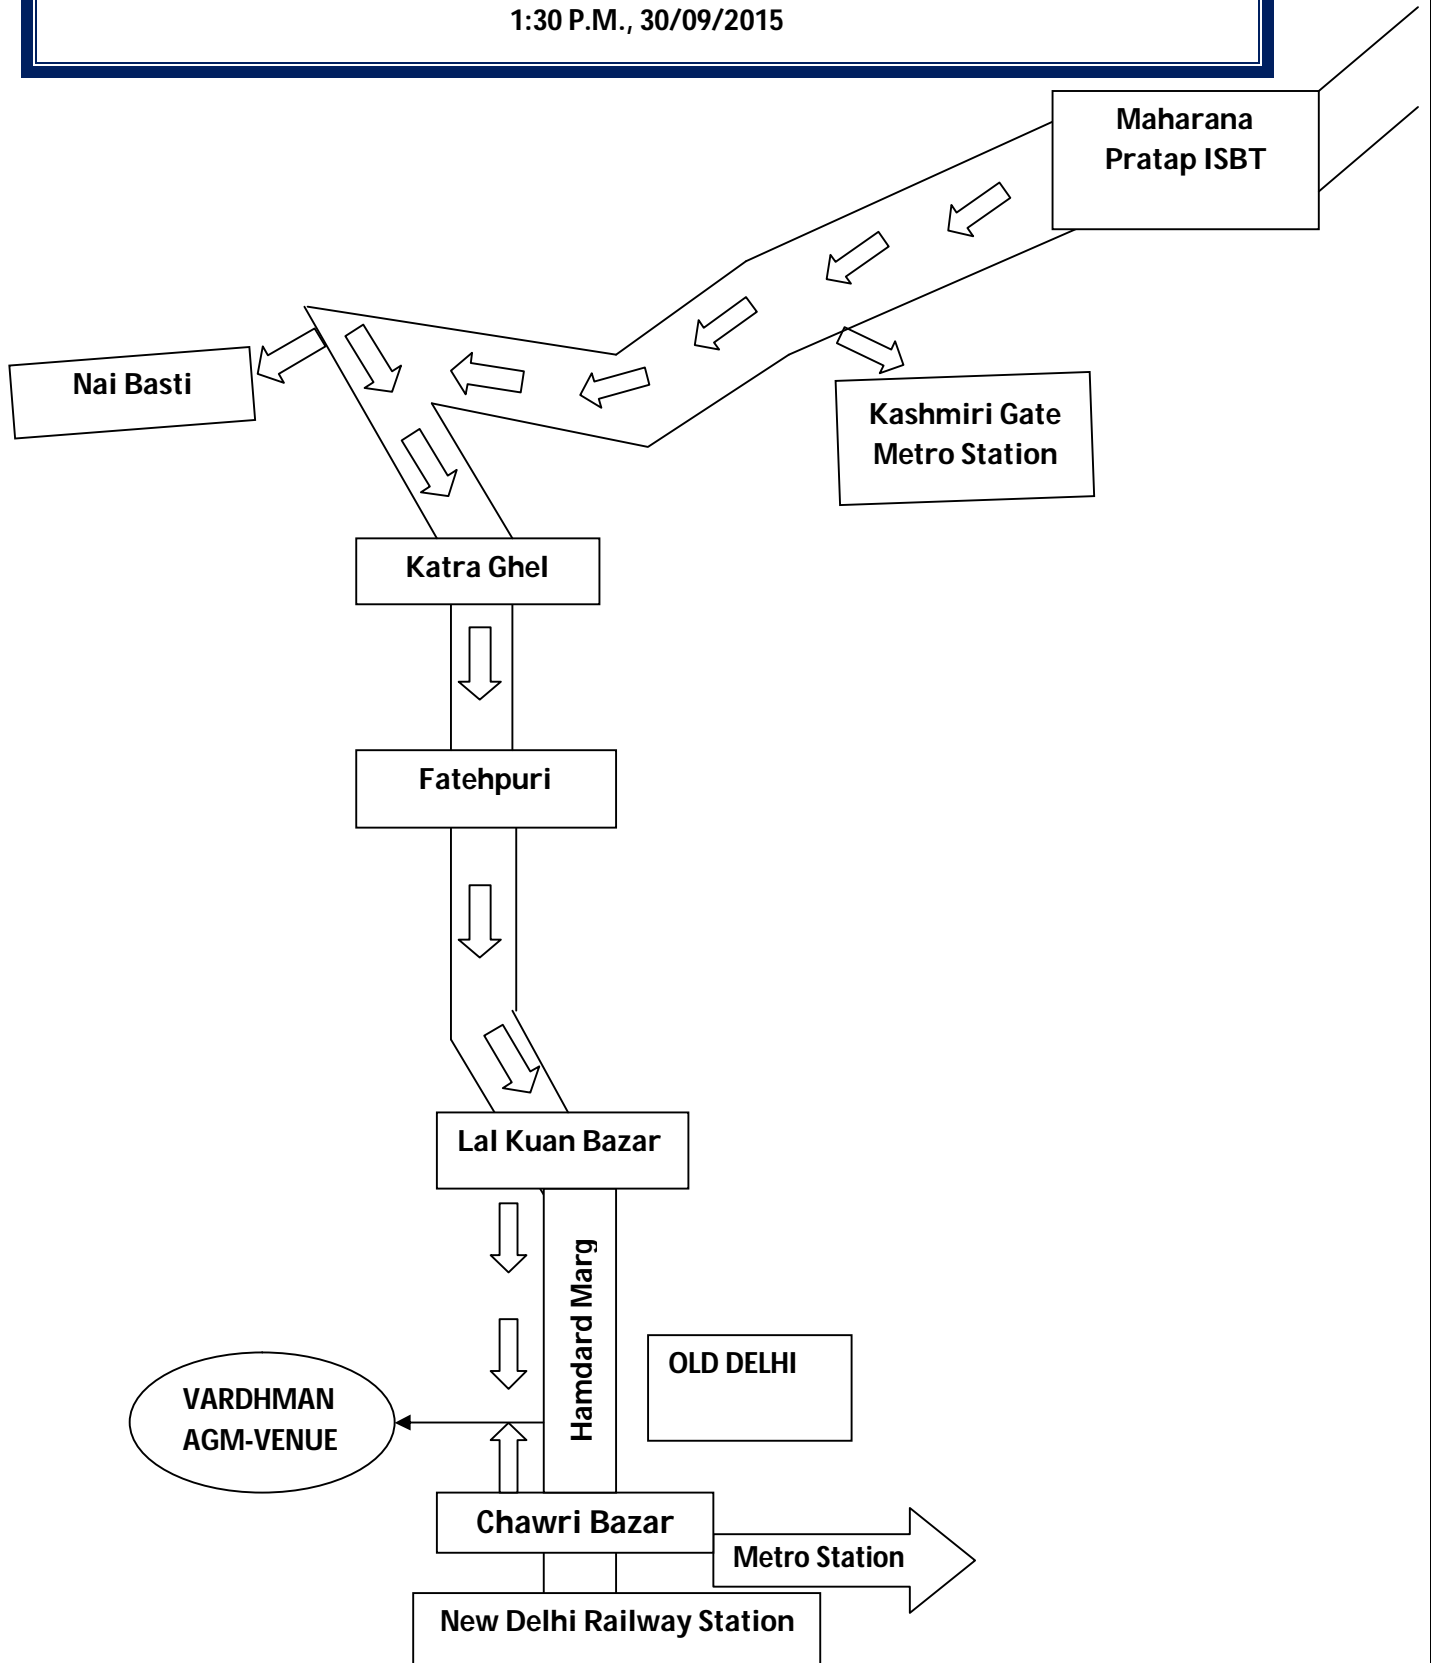 1:30 P.M., 30/09/2015
Maharana
Pratap ISBT
Nai Basti
Kashmiri Gate
Metro Station
Katra Ghel
Fatehpuri
Lal Kuan Bazar
Hamdard Marg
OLD DELHI
VARDHMAN
AGM-VENUE
Chawri Bazar
Metro Station
New Delhi Railway Station